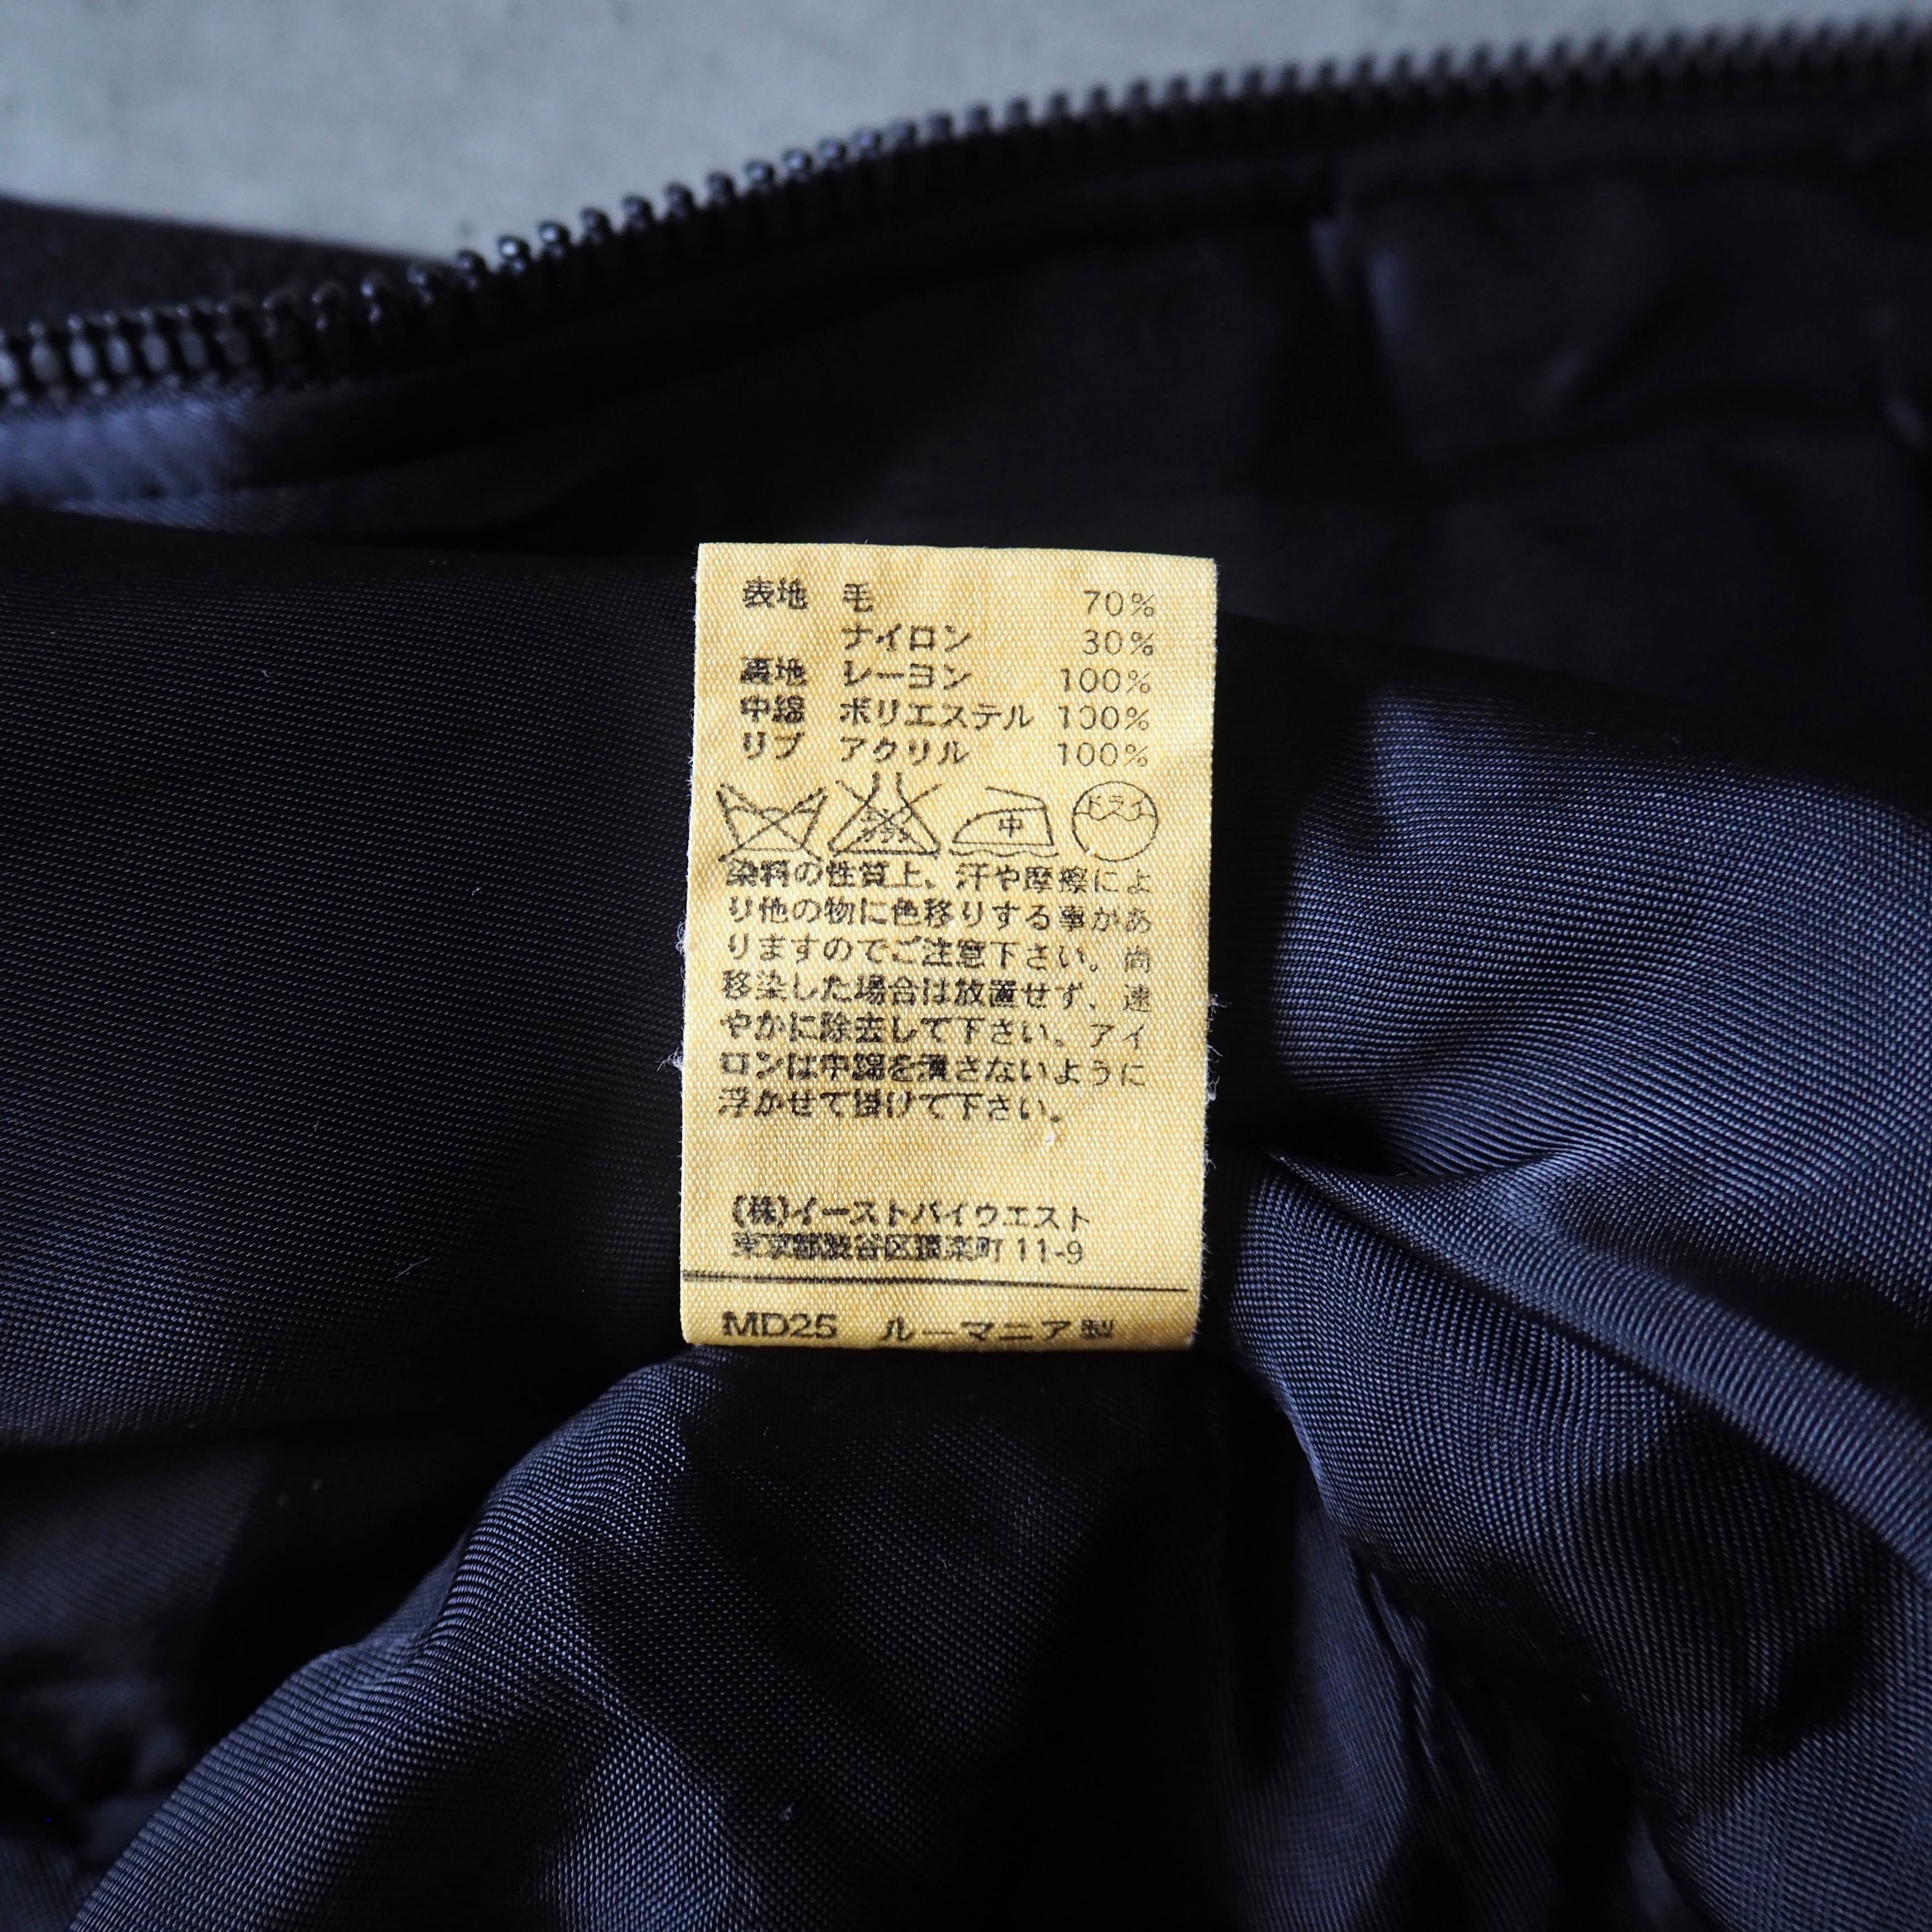 表地 毛 70%
ナイロン 30%
裏地 レーヨン 100%
中綿 ポリエステル 100%
リブ アクリル 100%
中 ドライ
染料の性質上、汗や摩擦によ
り他の物に色移りする事があ
りますのでご注意下さい。尚
移染した場合は放置せず、速
やかに除去して下さい。アイ
ロンは中綿を潰さないように
浮かせて掛けて下さい。
(株)イーストバイウエスト
東京都渋谷区猿楽町 11-9
MD25 ルーマニア製